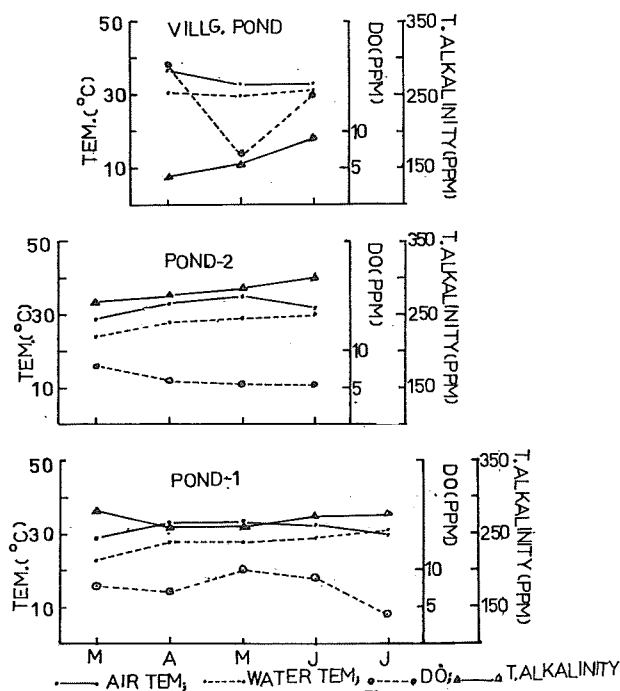 VILLG. POND
50
30
10
TEM.(°C)
10
5
DO(PPM)
350
250
150
T. ALKALINITY(PPM)
POND-2
50
30
10
TEM.(°C)
10
5
DO(PPM)
350
250
150
T. ALKALINITY(PPM)
POND-1
50
30
10
TEM.(°C)
10
5
DO(PPM)
350
250
150
T. ALKALINITY(PPM)
M A M J J
AIR TEM; WATER TEM; DO; T.ALKALINITY